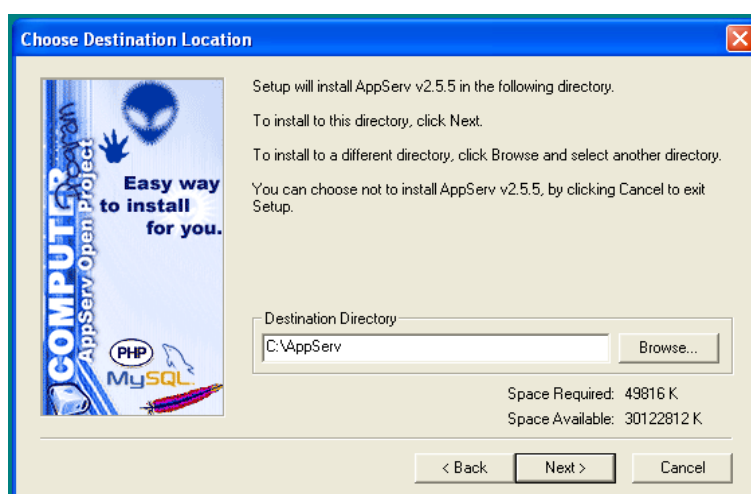 Choose Destination Location
Setup will install AppServ v2.5.5 in the following directory.
To install to this directory, click Next.
To install to a different directory, click Browse and select another directory.
You can choose not to install AppServ v2.5.5, by clicking Cancel to exit
Setup.
COMPUTER
Program
AppServ Open Project
Easy way
to install
for you.
PHP
MySQL
Destination Directory
C:\AppServ
Browse...
Space Required: 49816 K
Space Available: 30122812 K
< Back
Next >
Cancel